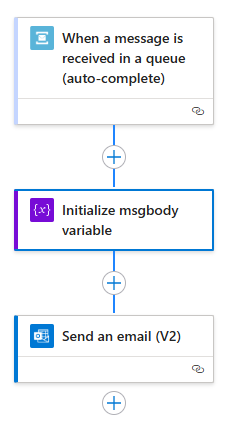 When a message is
received in a queue
(auto-complete)
{x}
Initialize msgbody
variable
Send an email (V2)